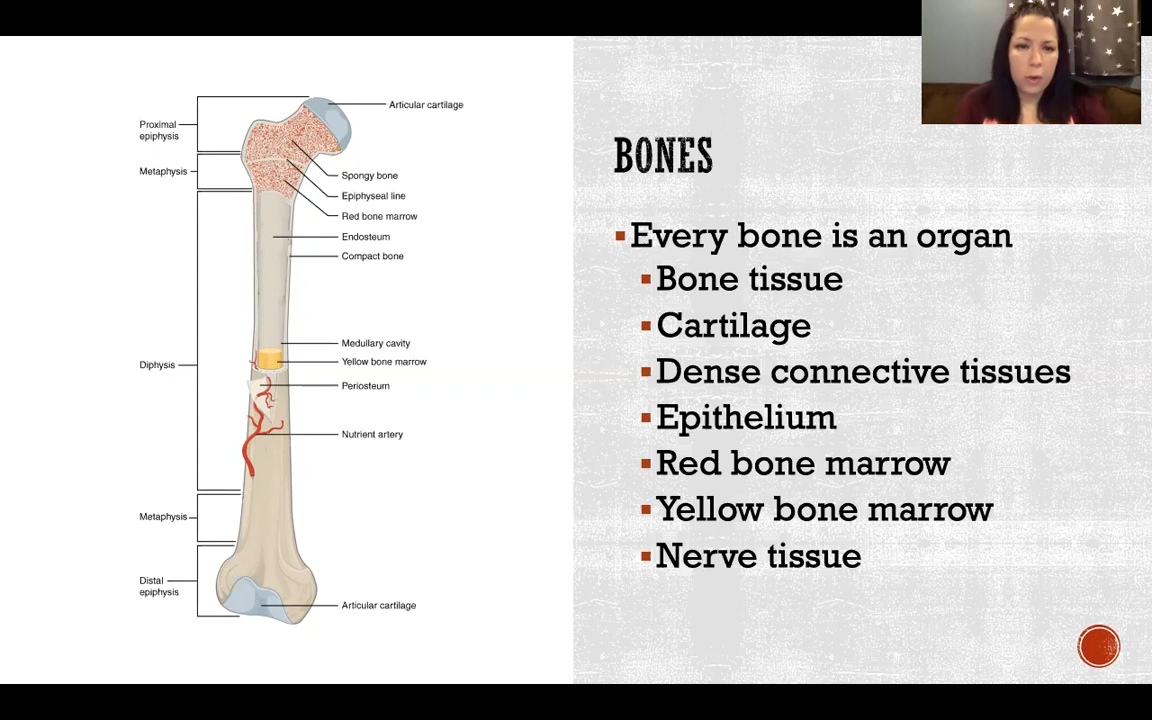 Proximal
epiphysis
Metaphysis
Diphysis
Metaphysis
Distal
epiphysis
Articular cartilage
Spongy bone
Epiphyseal line
Red bone marrow
Endosteum
Compact bone
Medullary cavity
Yellow bone marrow
Periosteum
Nutrient artery
Articular cartilage
BONES
Every bone is an organ
Bone tissue
Cartilage
Dense connective tissues
Epithelium
Red bone marrow
Yellow bone marrow
Nerve tissue